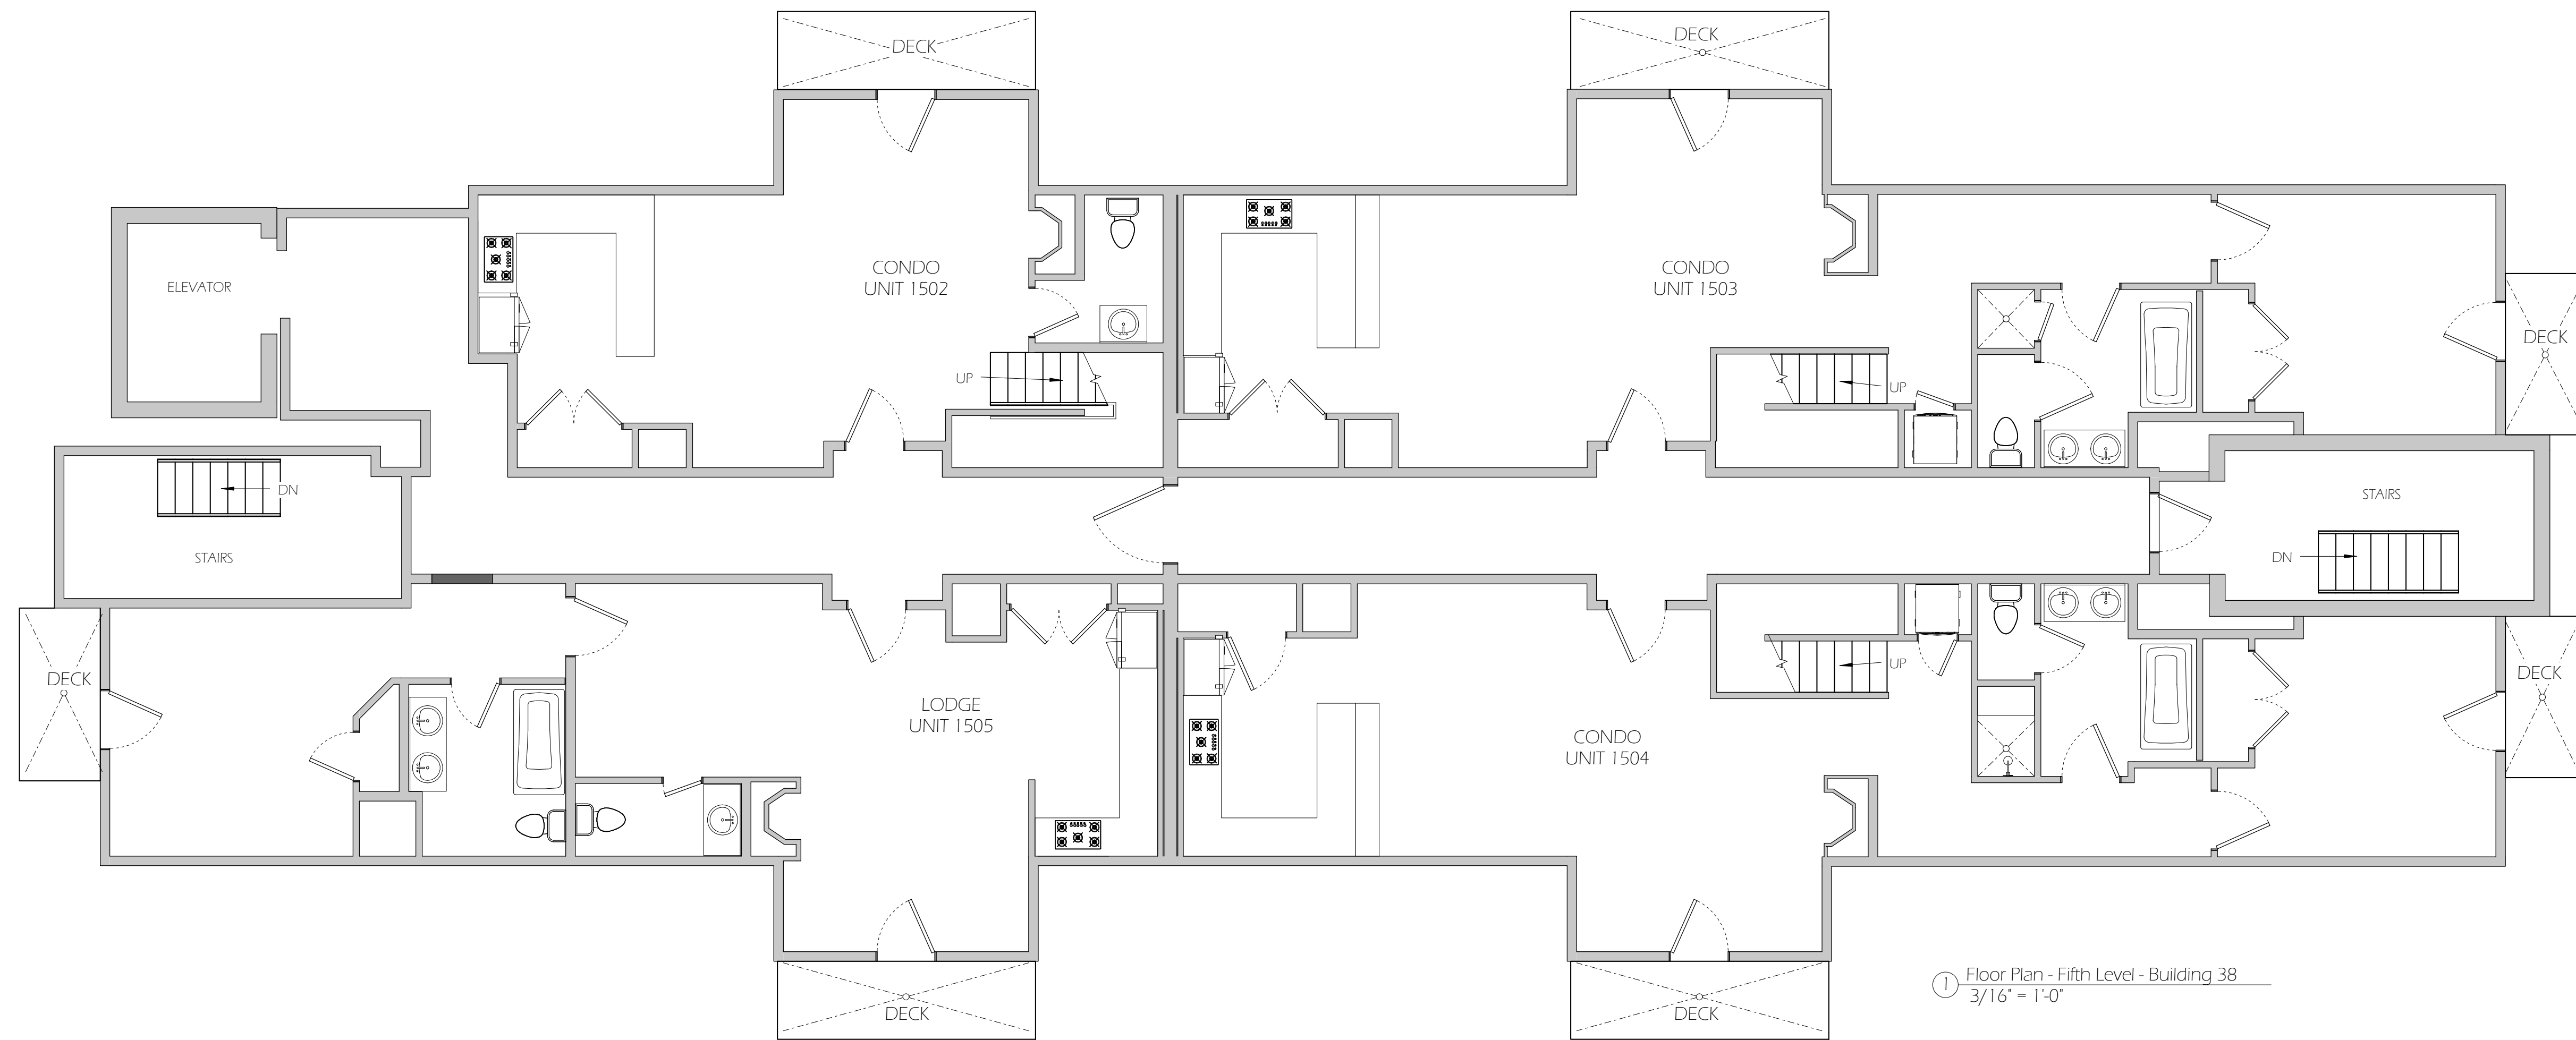 DECK
DECK
ELEVATOR
CONDO
UNIT 1502
CONDO
UNIT 1503
DECK
UP
UP
DN
STAIRS
STAIRS
DN
DECK
LODGE
UNIT 1505
CONDO
UNIT 1504
UP
DECK
DECK
DECK
1
Floor Plan - Fifth Level - Building 38
3/16" = 1'-0"